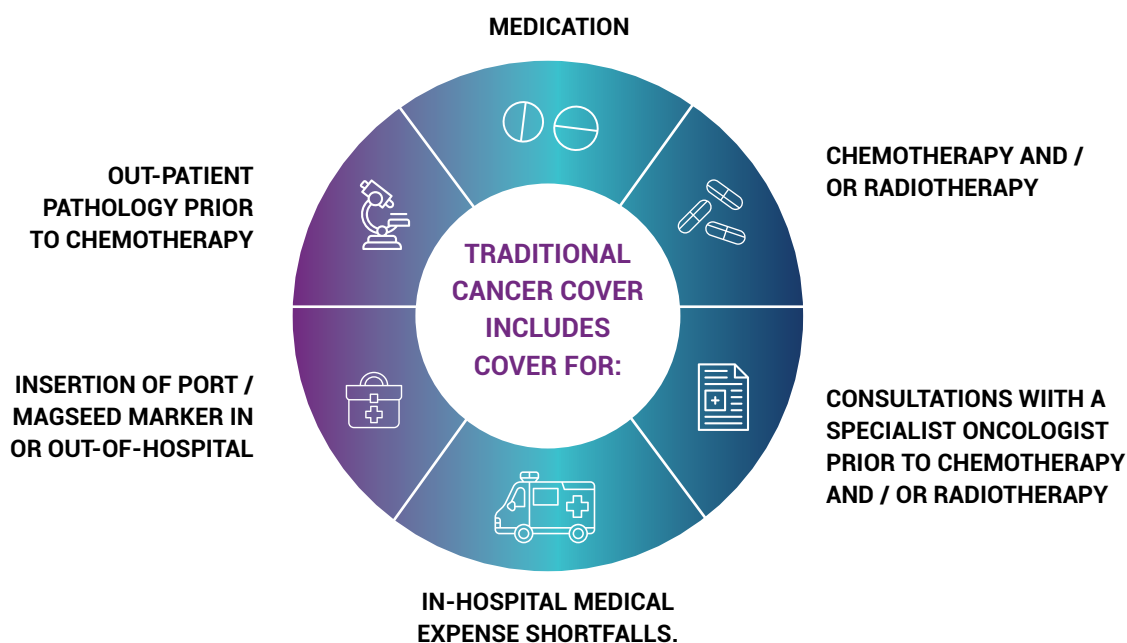 MEDICATION
CHEMOTHERAPY AND /
OR RADIOTHERAPY
OUT-PATIENT
PATHOLOGY PRIOR
TO CHEMOTHERAPY
TRADITIONAL
CANCER COVER
INCLUDES
COVER FOR:
INSERTION OF PORT /
MAGSEED MARKER IN
OR OUT-OF-HOSPITAL
CONSULTATIONS WIITH A
SPECIALIST ONCOLOGIST
PRIOR TO CHEMOTHERAPY
AND / OR RADIOTHERAPY
IN-HOSPITAL MEDICAL
EXPENSE SHORTFALLS.